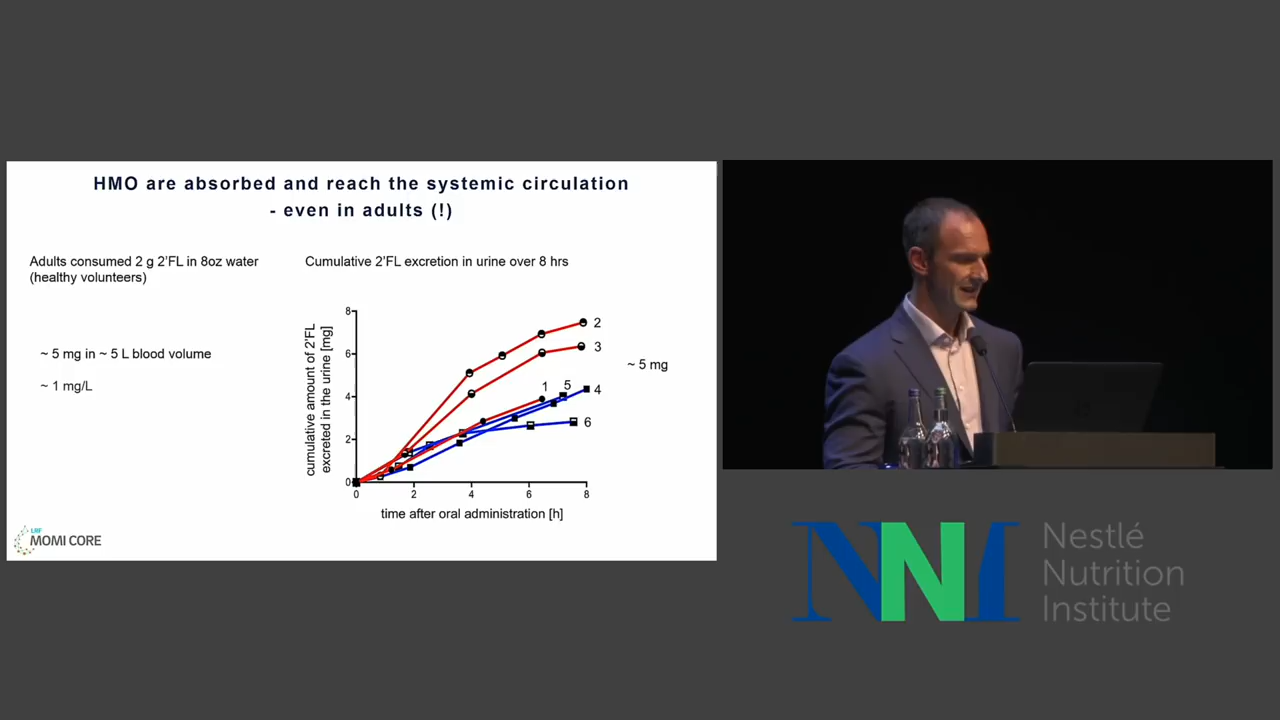 HMO are absorbed and reach the systemic circulation
- even in adults (!)
Adults consumed 2 g 2'FL in 8oz water
(healthy volunteers)
~ 5 mg in ~ 5 L blood volume
~ 1 mg/L
Cumulative 2'FL excretion in urine over 8 hrs
cumulative amount of 2'FL
excreted in the urine [mg]
8
6
4
2
0
0
2
4
6
8
time after oral administration [h]
2
3
1
5
4
6
~ 5 mg
LRF
MOMI CORE
NNI
Nestlé
Nutrition
Institute